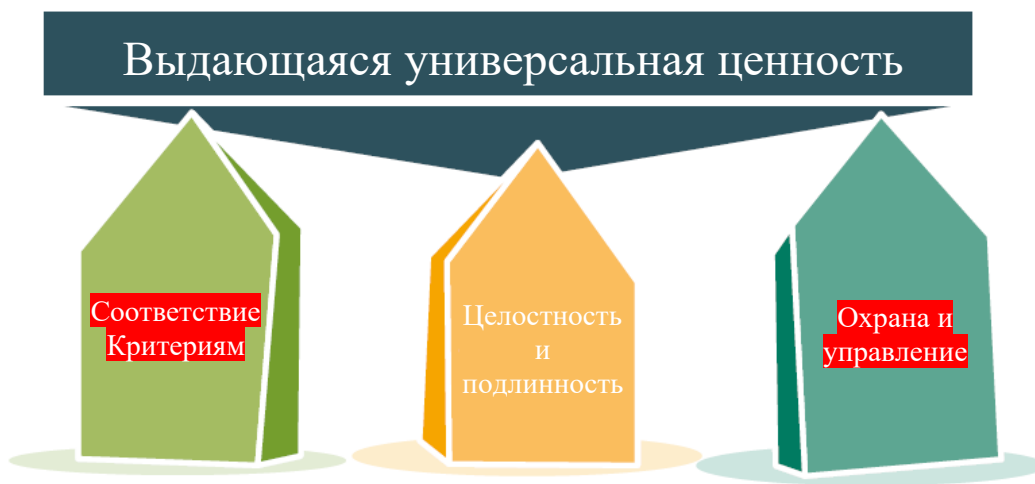 Выдающаяся универсальная ценность
Соответствие
Критериям
Целостность
и
подлинность
Охрана и
управление